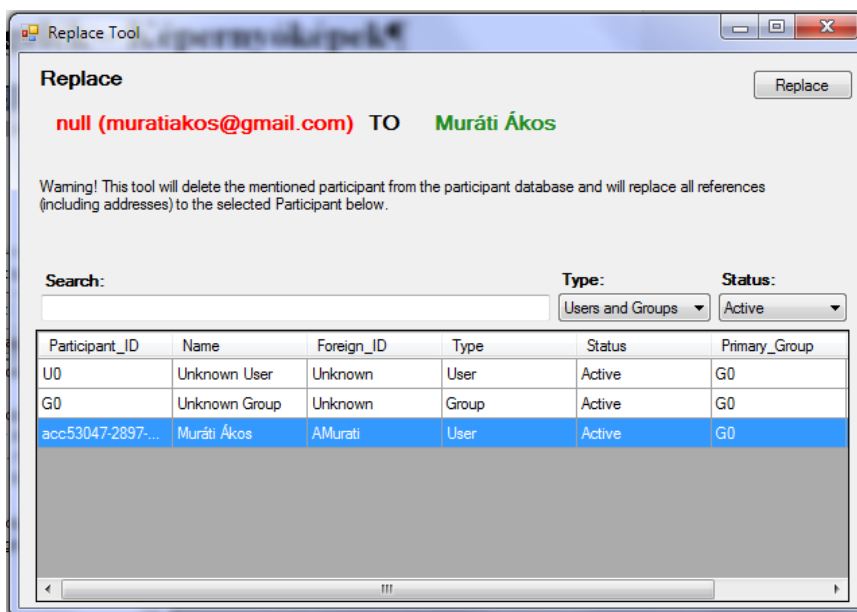 Replace Tool
Képernyőképek¶
Replace
Replace
null (muratiakos@gmail.com) TO Muráti Ákos
Warning! This tool will delete the mentioned participant from the participant database and will replace all references
(including addresses) to the selected Participant below.
Search: Type: Status:
Users and Groups Active
Participant_ID Name Foreign_ID Type Status Primary_Group
U0 Unknown User Unknown User Active G0
G0 Unknown Group Unknown Group Active G0
acc53047-2897-... Muráti Ákos AMurati User Active G0